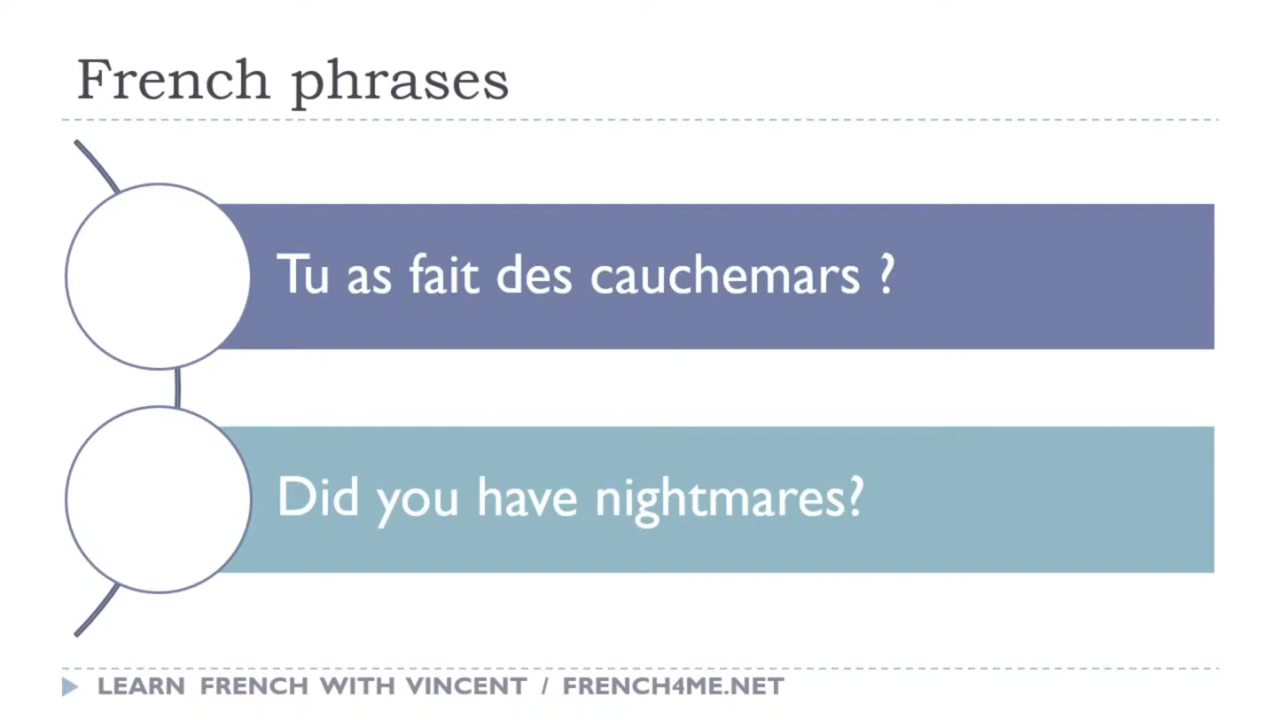 French phrases
Tu as fait des cauchemars ?
Did you have nightmares?
LEARN FRENCH WITH VINCENT / FRENCH4ME.NET